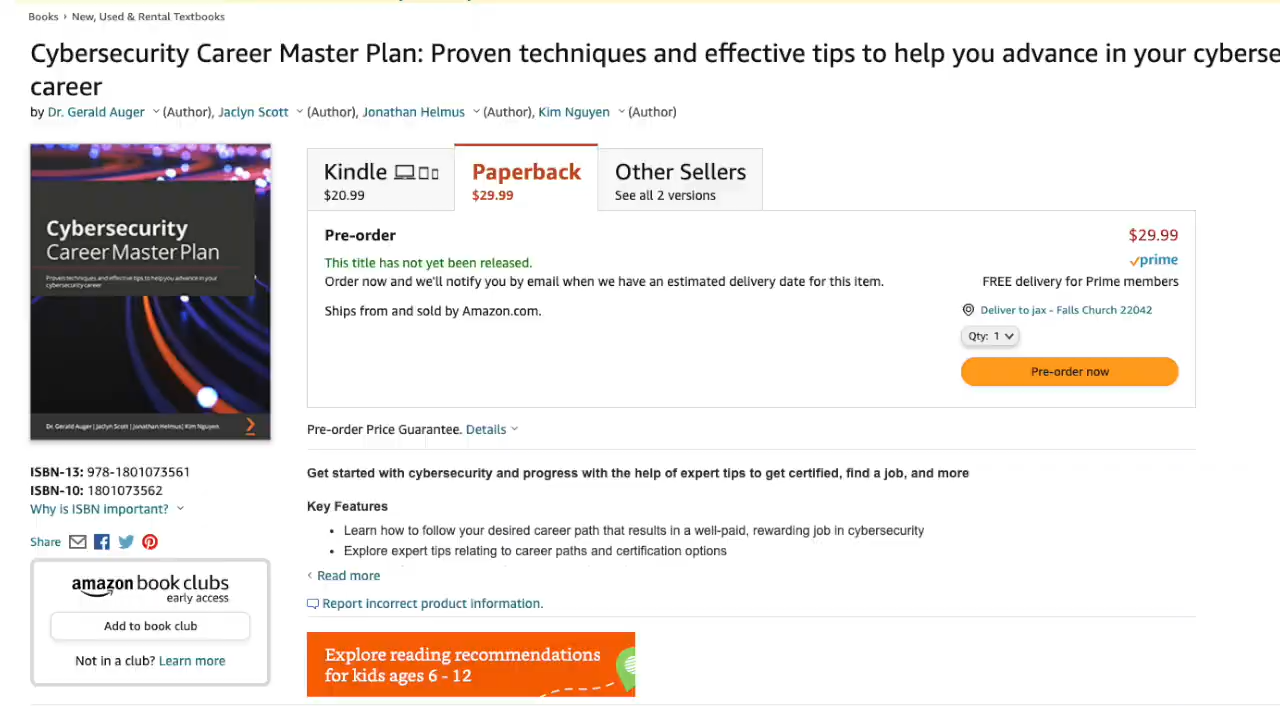 Books › New, Used & Rental Textbooks
Cybersecurity Career Master Plan: Proven techniques and effective tips to help you advance in your cyberse
career
by Dr. Gerald Auger (Author), Jaclyn Scott (Author), Jonathan Helmus (Author), Kim Nguyen (Author)
Cybersecurity
Career Master Plan
Proven techniques and effective tips to help you advance in your
cybersecurity career
Dr. Gerald Auger | Jaclyn Scott | Jonathan Helmus | Kim Nguyen
ISBN-13: 978-1801073561
ISBN-10: 1801073562
Why is ISBN important?
Share
amazon book clubs
early access
Add to book club
Not in a club? Learn more
Kindle
$20.99
Paperback
$29.99
Other Sellers
See all 2 versions
Pre-order
This title has not yet been released.
Order now and we'll notify you by email when we have an estimated delivery date for this item.
Ships from and sold by Amazon.com.
$29.99
prime
FREE delivery for Prime members
Deliver to jax - Falls Church 22042
Qty: 1
Pre-order now
Pre-order Price Guarantee. Details
Get started with cybersecurity and progress with the help of expert tips to get certified, find a job, and more
Key Features
• Learn how to follow your desired career path that results in a well-paid, rewarding job in cybersecurity
• Explore expert tips relating to career paths and certification options
‹ Read more
Report incorrect product information.
Explore reading recommendations
for kids ages 6 - 12